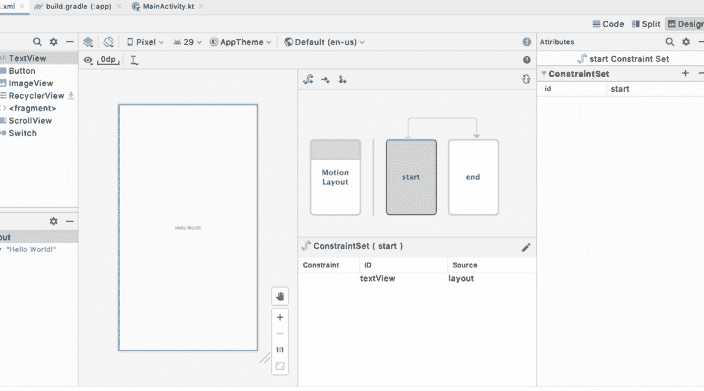 .xml × build.gradle (:app) × MainActivity.kt ×
Code Split Design
Pixel 29 AppTheme Default (en-us)
Attributes
0dp
start Constraint Set
TextView
Button
ImageView
RecyclerView
<fragment>
ScrollView
Switch
ConstraintSet
id start
Motion
Layout
start
end
Hello World!
"Hello World!"
ConstraintSet ( start )
Constraint ID Source
textView layout
1:1